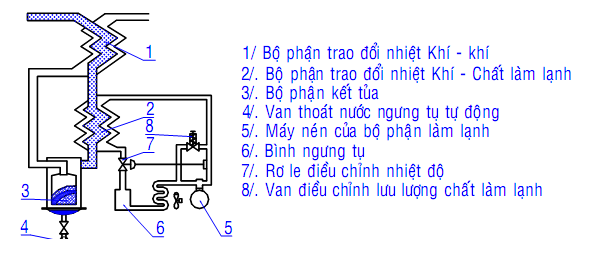 1
2
8
7
3
4
6
5
1/ Bộ phận trao đổi nhiệt Khí - khí
2/. Bộ phận trao đổi nhiệt Khí - Chất làm lạnh
3/. Bộ phận kết tủa
4/. Van thoát nước ngưng tụ tự động
5/. Máy nén của bộ phận làm lạnh
6/. Bình ngưng tụ
7/. Rơ le điều chỉnh nhiệt độ
8/. Van điều chỉnh lưu lượng chất làm lạnh